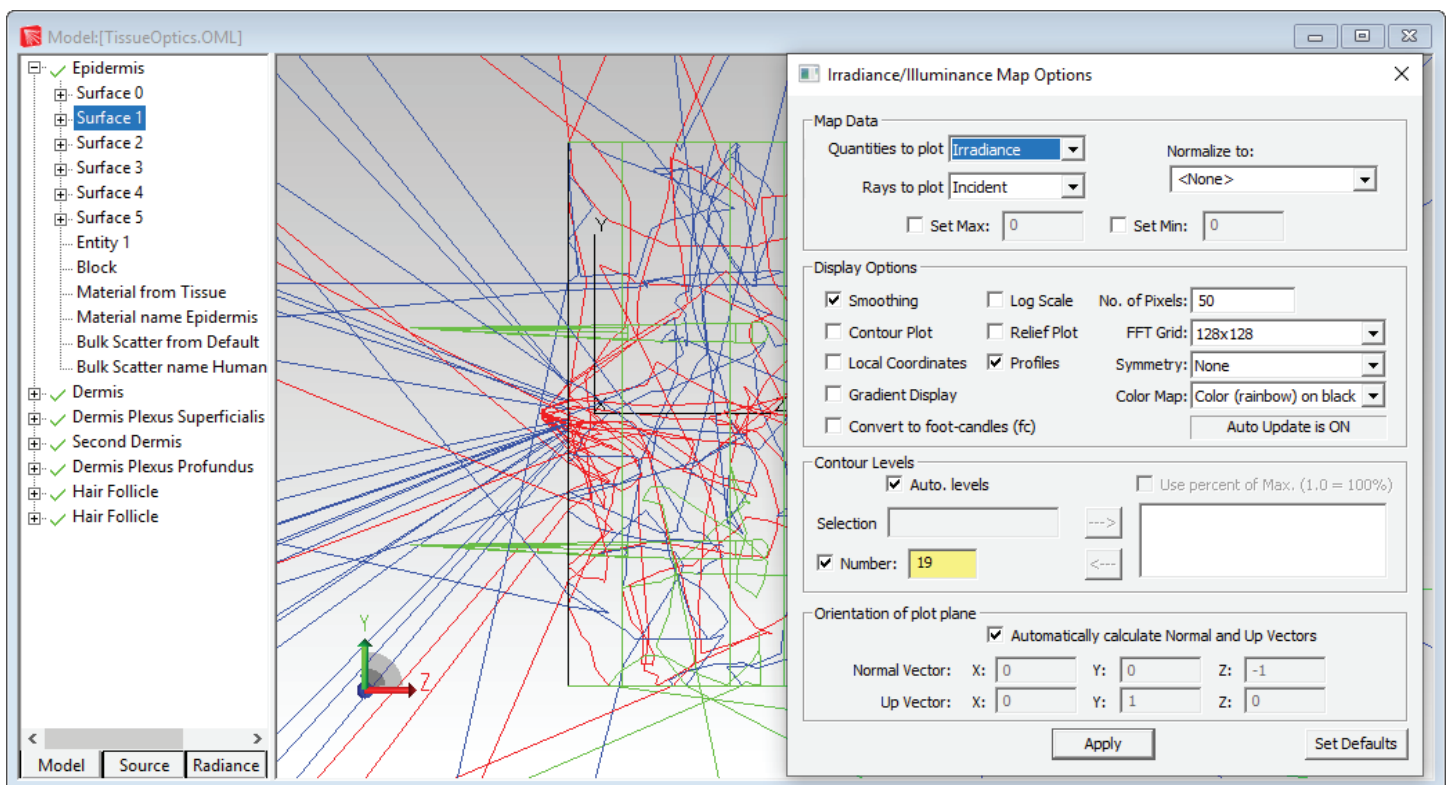 Model:[TissueOptics.OML]
Epidermis
Surface 0
Surface 1
Surface 2
Surface 3
Surface 4
Surface 5
Entity 1
Block
Material from Tissue
Material name Epidermis
Bulk Scatter from Default
Bulk Scatter name Human
Dermis
Dermis Plexus Superficialis
Second Dermis
Dermis Plexus Profundus
Hair Follicle
Hair Follicle
Model Source Radiance
Y
X Z
Y
Z
Irradiance/Illuminance Map Options
Map Data
Quantities to plot Irradiance Normalize to:
Rays to plot Incident <None>
Set Max: 0 Set Min: 0
Display Options
Smoothing Log Scale No. of Pixels: 50
Contour Plot Relief Plot FFT Grid: 128x128
Local Coordinates Profiles Symmetry: None
Gradient Display Color Map: Color (rainbow) on black
Convert to foot-candles (fc) Auto Update is ON
Contour Levels
Auto. levels Use percent of Max. (1.0 = 100%)
Selection --->
Number: 19 <---
Orientation of plot plane
Automatically calculate Normal and Up Vectors
Normal Vector: X: 0 Y: 0 Z: -1
Up Vector: X: 0 Y: 1 Z: 0
Apply Set Defaults